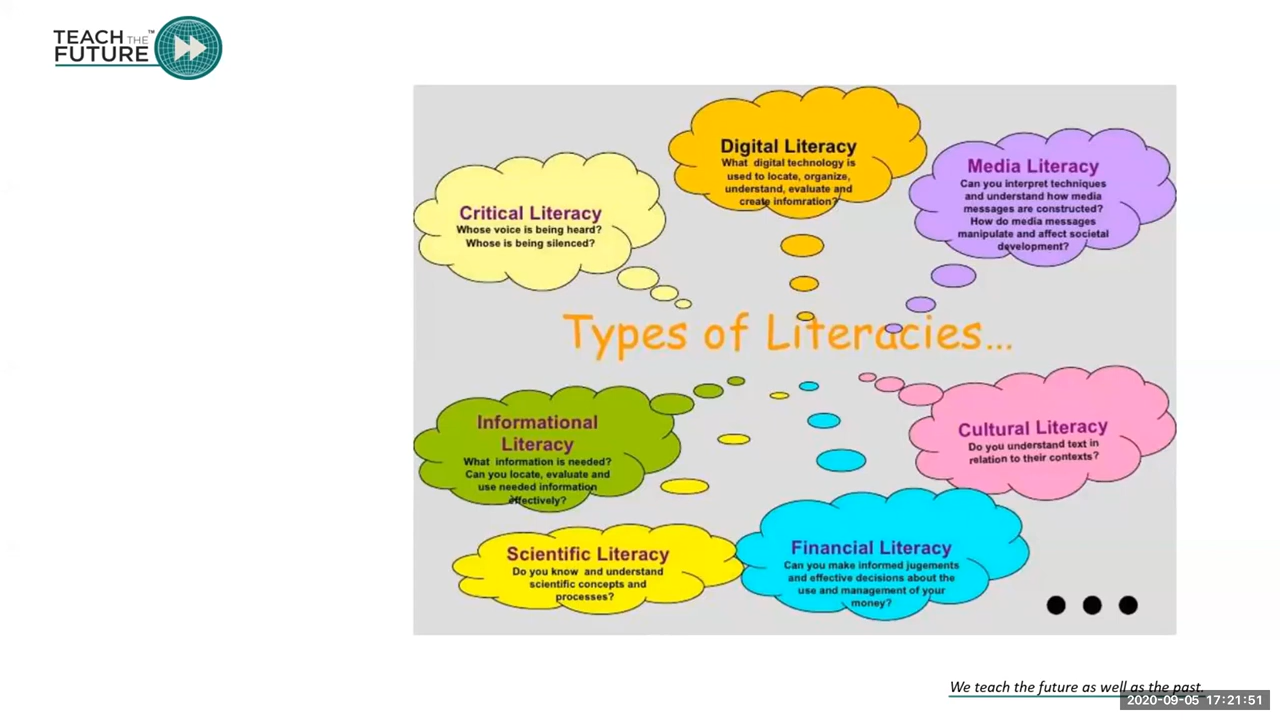 TEACH THE
FUTURE™
Digital Literacy
What digital technology is
used to locate, organize,
understand, evaluate and
create infomration?
Media Literacy
Can you interpret techniques
and understand how media
messages are constructed?
How do media messages
manipulate and affect societal
development?
Critical Literacy
Whose voice is being heard?
Whose is being silenced?
Types of Literacies...
Informational
Literacy
What information is needed?
Can you locate, evaluate and
use needed information
effectively?
Cultural Literacy
Do you understand text in
relation to their contexts?
Scientific Literacy
Do you know and understand
scientific concepts and
processes?
Financial Literacy
Can you make informed jugements
and effective decisions about the
use and management of your
money?
We teach the future as well as the past.
2020-09-05 17:21:51